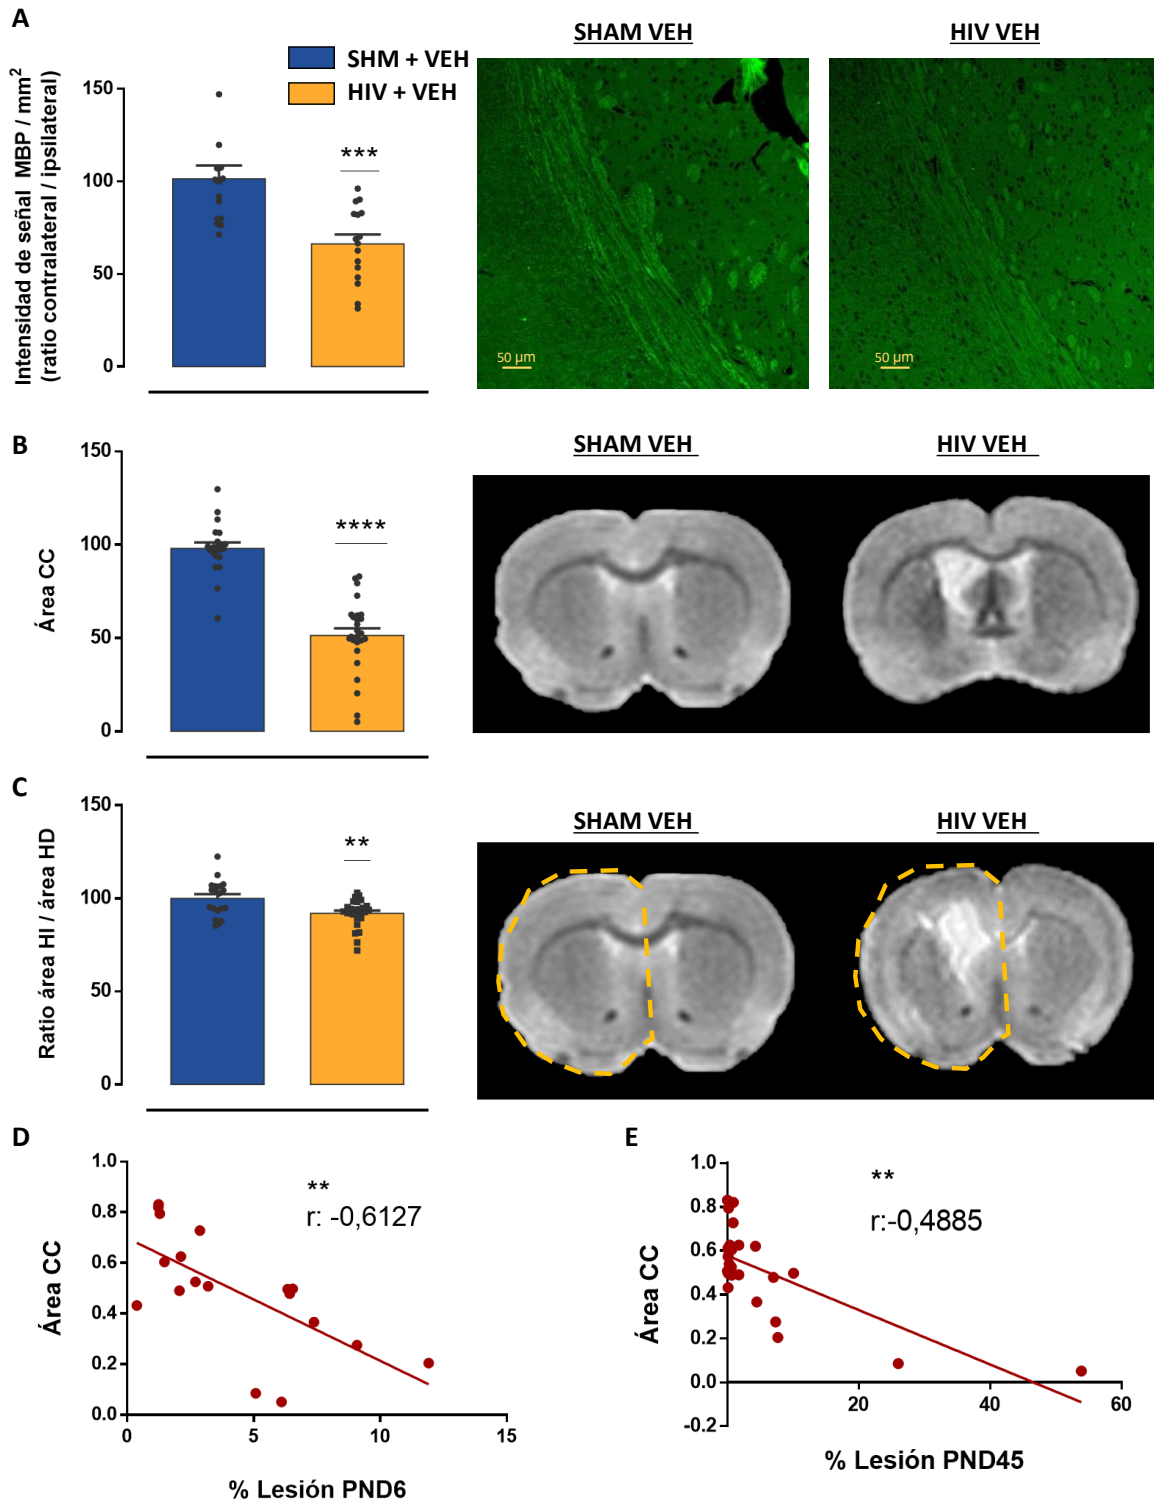 A
SHM + VEH
HIV + VEH
SHAM VEH
HIV VEH
Intensidad de señal MBP / mm²
(ratio contralateral / ipsilateral)
150
100
50
0
***
50 µm
50 µm
B
SHAM VEH
HIV VEH
Área CC
150
100
50
0
****
C
SHAM VEH
HIV VEH
Ratio área HI / área HD
150
100
50
0
**
D
Área CC
1.0
0.8
0.6
0.4
0.2
0.0
0
5
10
15
**
r: -0,6127
% Lesión PND6
E
Área CC
1.0
0.8
0.6
0.4
0.2
0.0
-0.2
20
40
60
**
r:-0,4885
% Lesión PND45